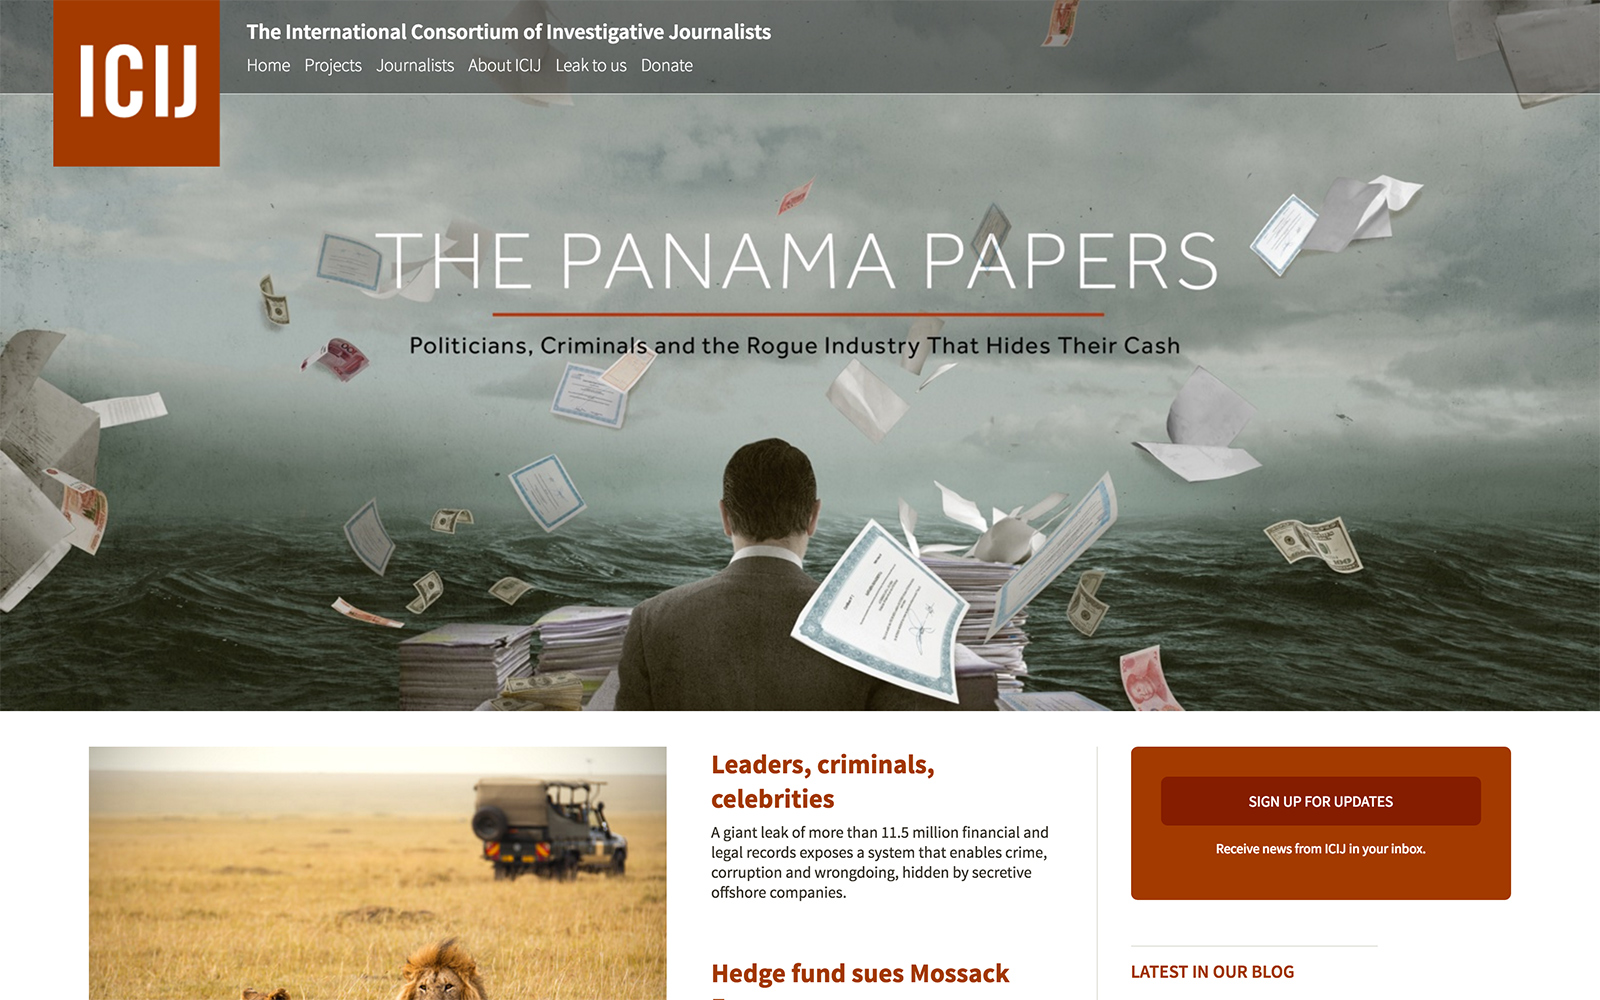 ICIJ
The International Consortium of Investigative Journalists
Home Projects Journalists About ICIJ Leak to us Donate
THE PANAMA PAPERS
Politicians, Criminals and the Rogue Industry That Hides Their Cash
Leaders, criminals,
celebrities
A giant leak of more than 11.5 million financial and
legal records exposes a system that enables crime,
corruption and wrongdoing, hidden by secretive
offshore companies.
Hedge fund sues Mossack
SIGN UP FOR UPDATES
Receive news from ICIJ in your inbox.
LATEST IN OUR BLOG